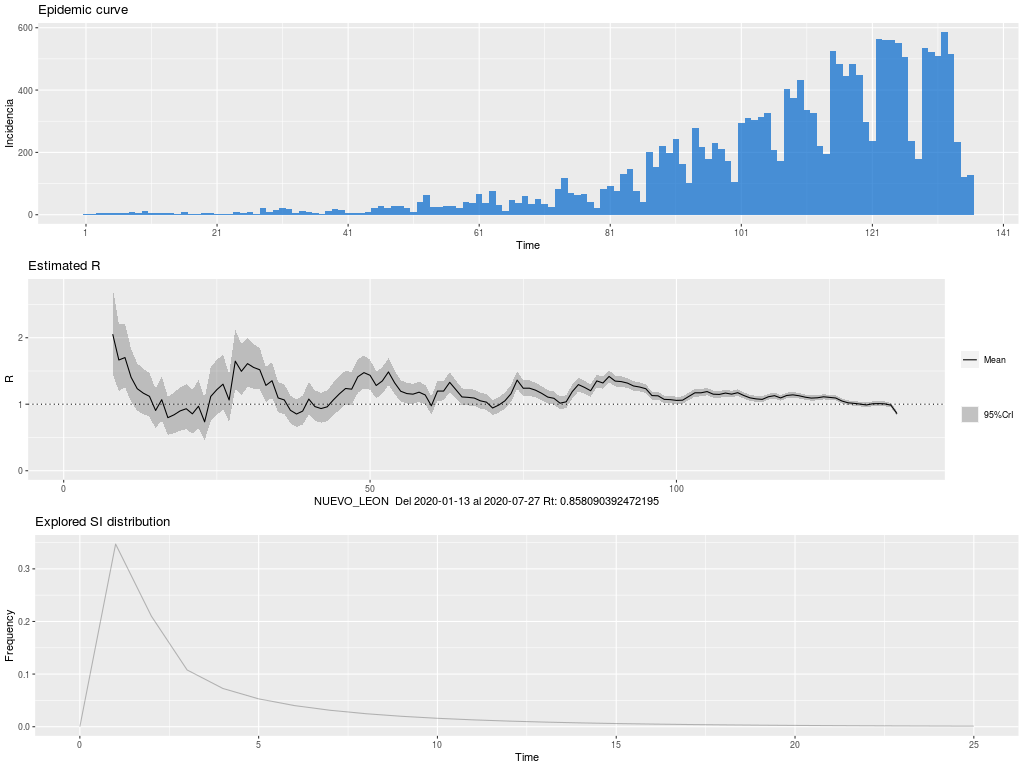 Epidemic curve
600
400
200
0
Incidencia
1 21 41 61 81 101 121 141
Time
Estimated R
2
1
0
R
0 50 100
NUEVO_LEON Del 2020-01-13 al 2020-07-27 Rt: 0.858090392472195
Mean
95%CrI
Explored SI distribution
0.3
0.2
0.1
0.0
Frequency
0 5 10 15 20 25
Time